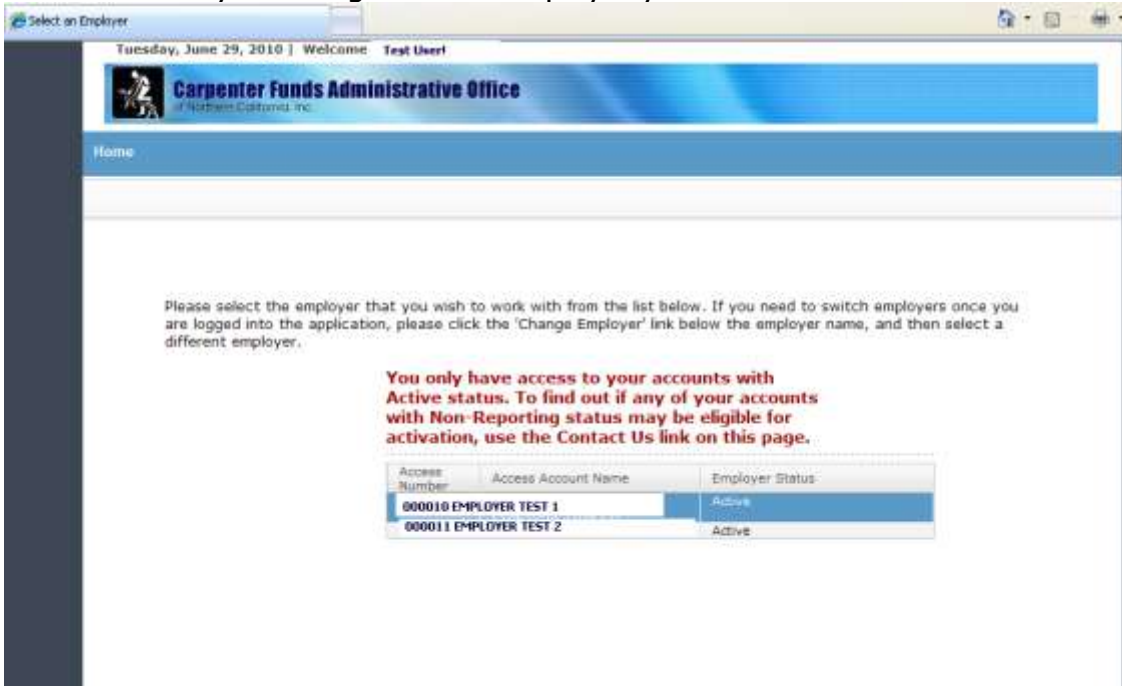 Select an Employer
Tuesday, June 29, 2010 | Welcome Test User!
Carpenter Funds Administrative Office
of Northern California, Inc.
Home
Please select the employer that you wish to work with from the list below. If you need to switch employers once you
are logged into the application, please click the 'Change Employer' link below the employer name, and then select a
different employer.
You only have access to your accounts with
Active status. To find out if any of your accounts
with Non-Reporting status may be eligible for
activation, use the Contact Us link on this page.
Access Number Access Account Name Employer Status
000010 EMPLOYER TEST 1 Active
000011 EMPLOYER TEST 2 Active